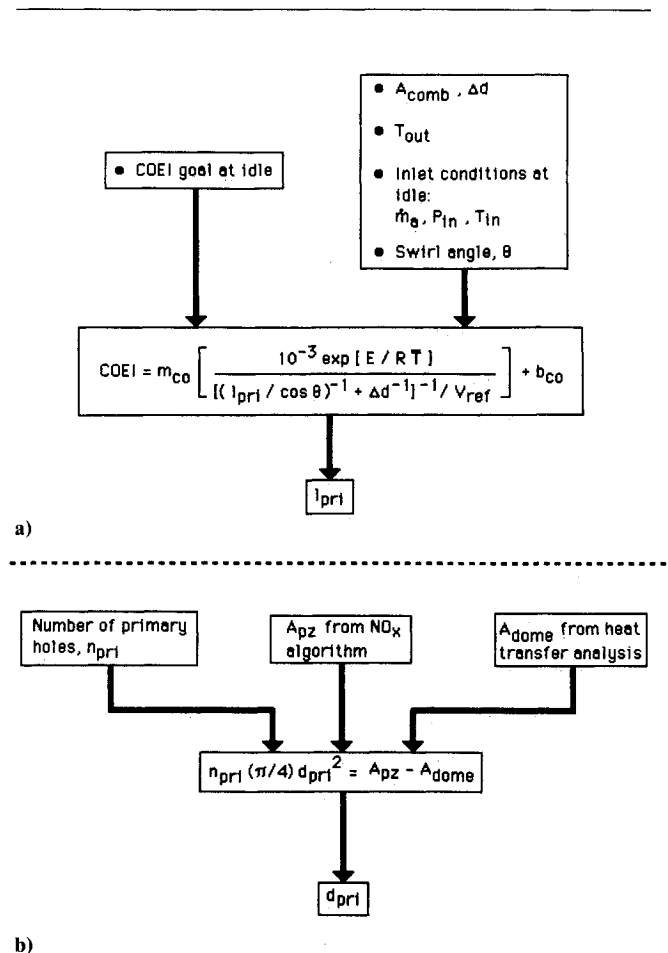 ● A_comb , Δd
● T_out
● COEI goal at idle
● Inlet conditions at
idle:
ṁ_a, P_in , T_in
● Swirl angle, θ
COEI = m_co [ 10^-3 exp [ E / R T̄ ] / [(l_pri / cos θ)^-1 + Δd^-1]^-1 / V_ref ] + b_co
l_pri
a)
Number of primary
holes, n_pri
A_pz from NO_x
algorithm
A_dome from heat
transfer analysis
n_pri (π/4) d_pri^2 = A_pz - A_dome
d_pri
b)